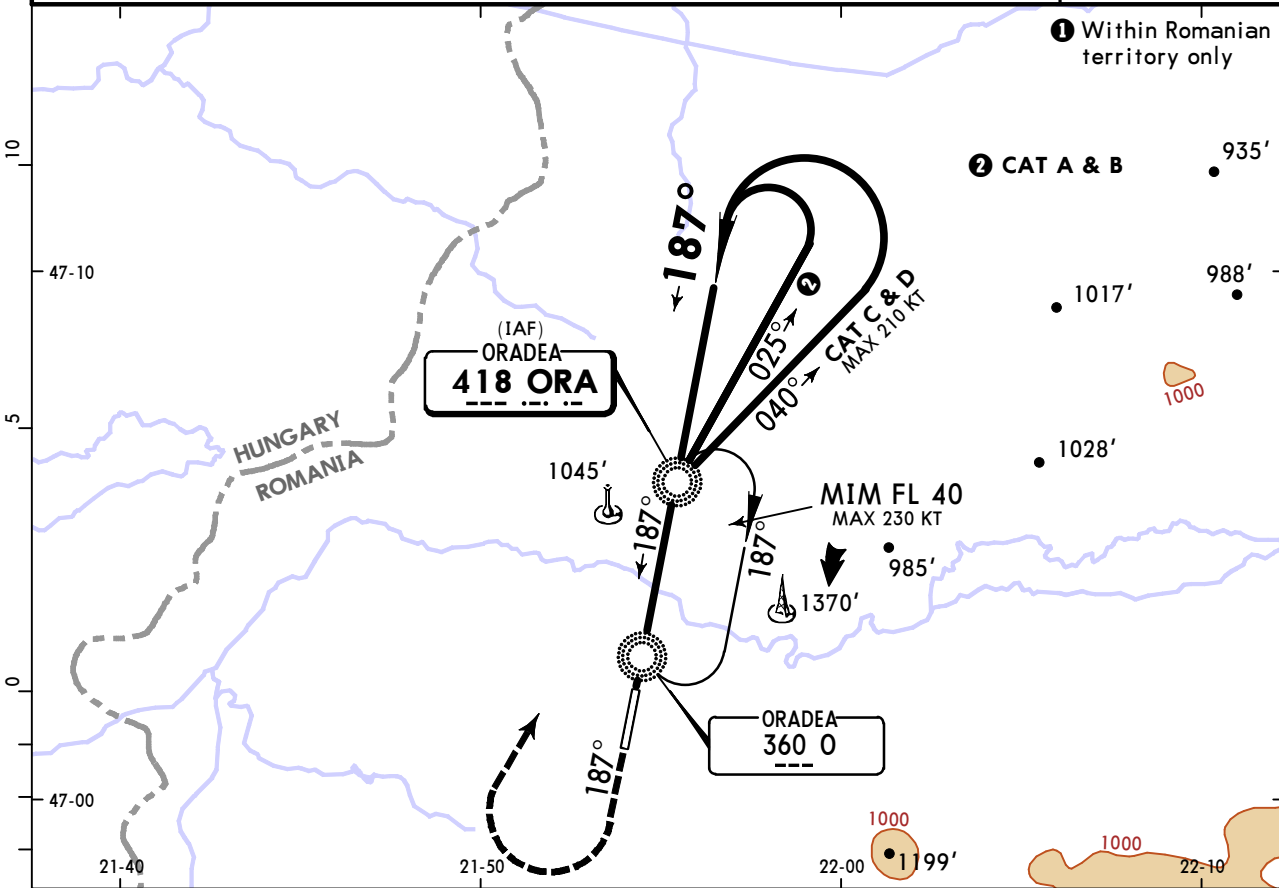 ❶ Within Romanian
territory only
❷ CAT A & B
935'
10
187°
47-10
988'
1017'
❷
CAT C & D
MAX 210 KT
025°
040°
(IAF)
ORADEA
418 ORA
1000
5
HUNGARY
ROMANIA
1028'
1045'
187°
MIM FL 40
MAX 230 KT
187°
985'
1370'
0
ORADEA
360 O
187°
47-00
1000
1000
1199'
21-40
21-50
22-00
22-10